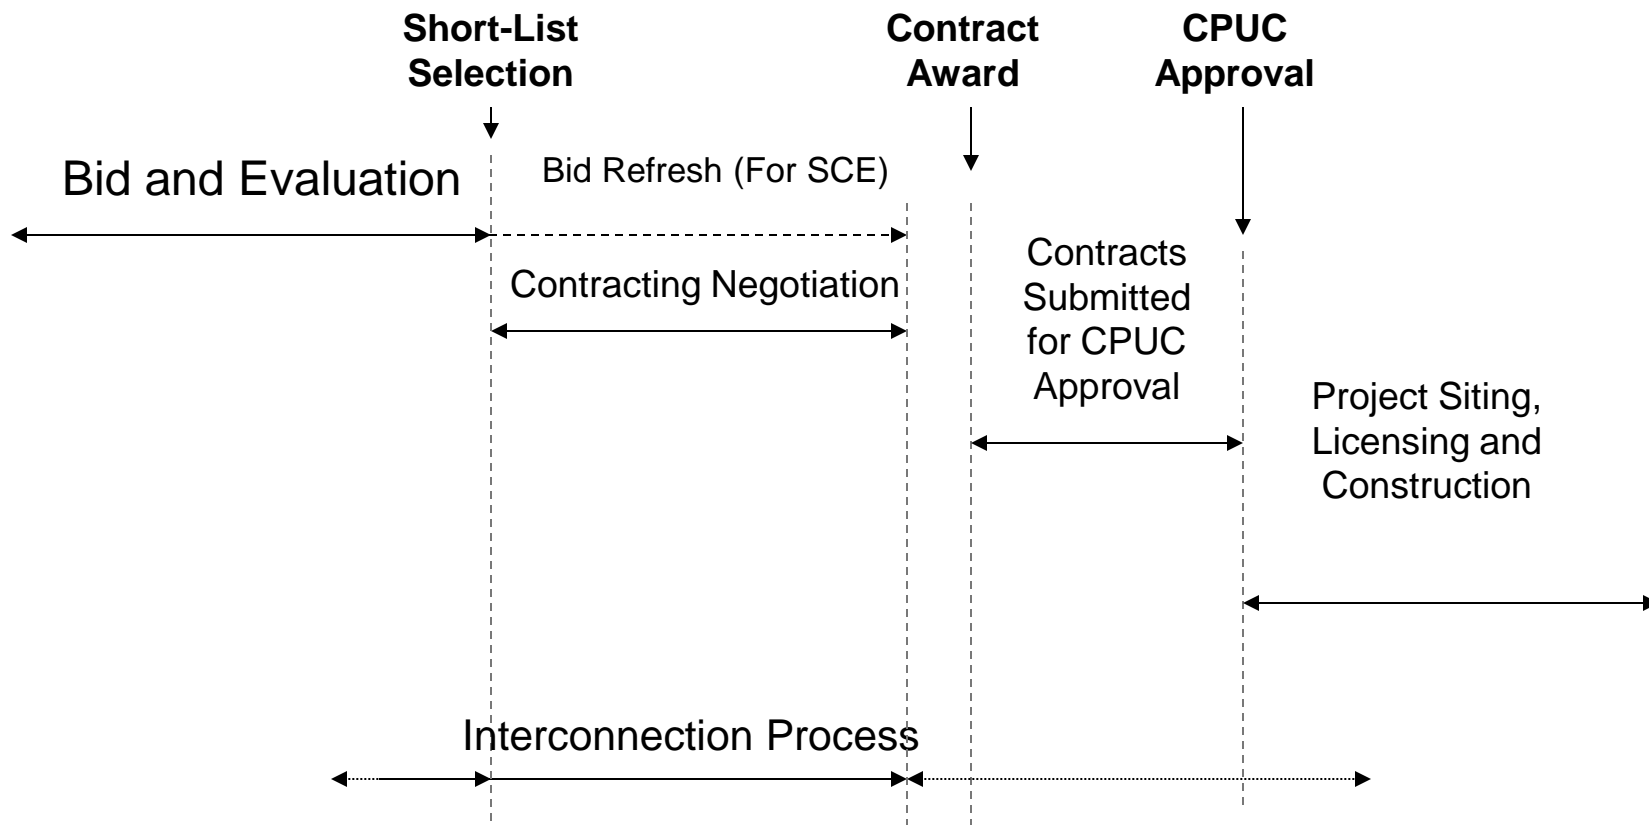 Short-List
Selection
Contract
Award
CPUC
Approval
Bid and Evaluation
Bid Refresh (For SCE)
Contracting Negotiation
Contracts
Submitted
for CPUC
Approval
Project Siting,
Licensing and
Construction
Interconnection Process